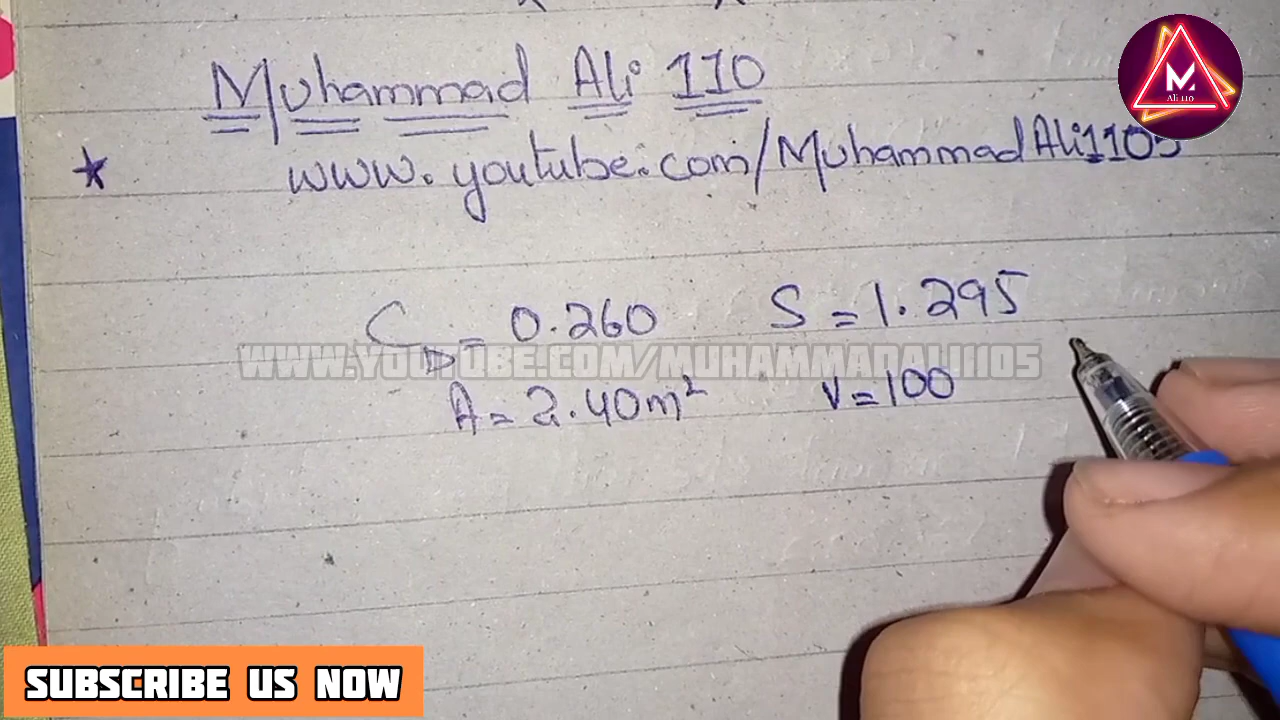 Muhammad Ali 110
M
Ali 110
★ www.youtube.com/MuhammadAli1105
C_D = 0.260 S = 1.295
WWW.YOUTUBE.COM/MUHAMMADALI1105
A = 2.40m² V = 100
SUBSCRIBE US NOW